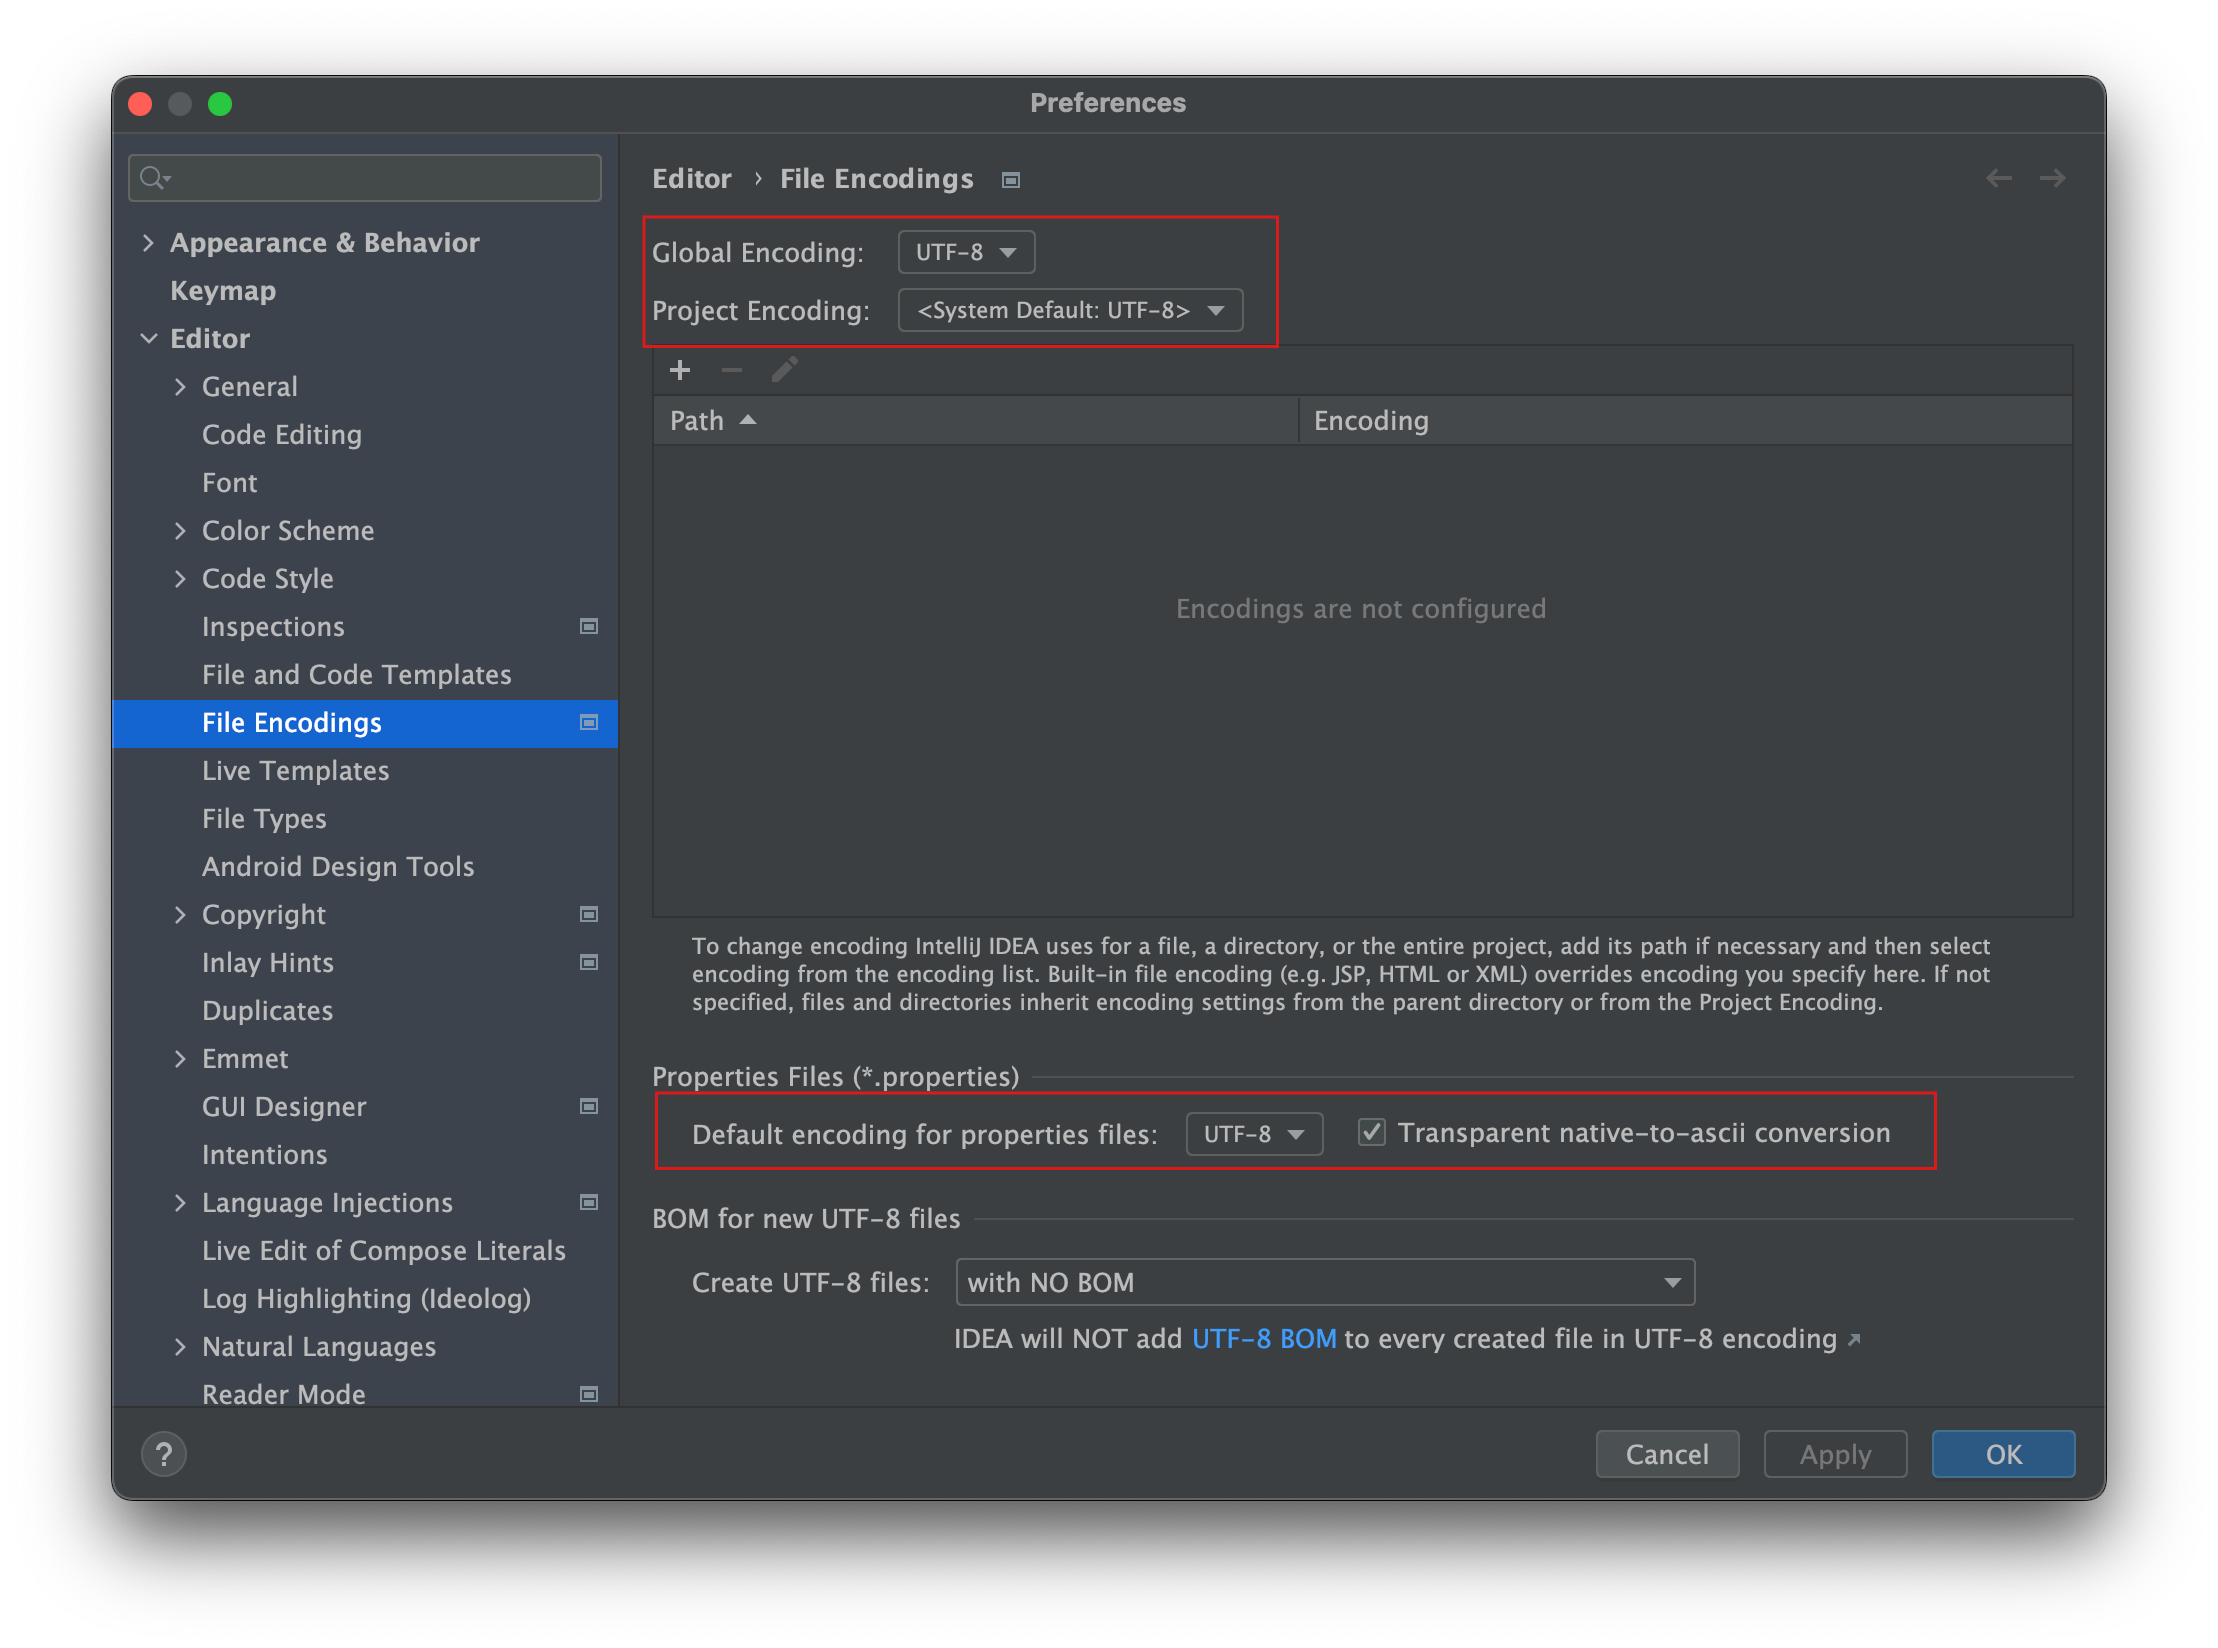 Preferences
Appearance & Behavior
Keymap
Editor
General
Code Editing
Font
Color Scheme
Code Style
Inspections
File and Code Templates
File Encodings
Live Templates
File Types
Android Design Tools
Copyright
Inlay Hints
Duplicates
Emmet
GUI Designer
Intentions
Language Injections
Live Edit of Compose Literals
Log Highlighting (Ideolog)
Natural Languages
Reader Mode
Editor › File Encodings
Global Encoding: UTF-8
Project Encoding: <System Default: UTF-8>
Path Encoding
Encodings are not configured
To change encoding IntelliJ IDEA uses for a file, a directory, or the entire project, add its path if necessary and then select
encoding from the encoding list. Built-in file encoding (e.g. JSP, HTML or XML) overrides encoding you specify here. If not
specified, files and directories inherit encoding settings from the parent directory or from the Project Encoding.
Properties Files (*.properties)
Default encoding for properties files: UTF-8 Transparent native-to-ascii conversion
BOM for new UTF-8 files
Create UTF-8 files: with NO BOM
IDEA will NOT add UTF-8 BOM to every created file in UTF-8 encoding
? Cancel Apply OK